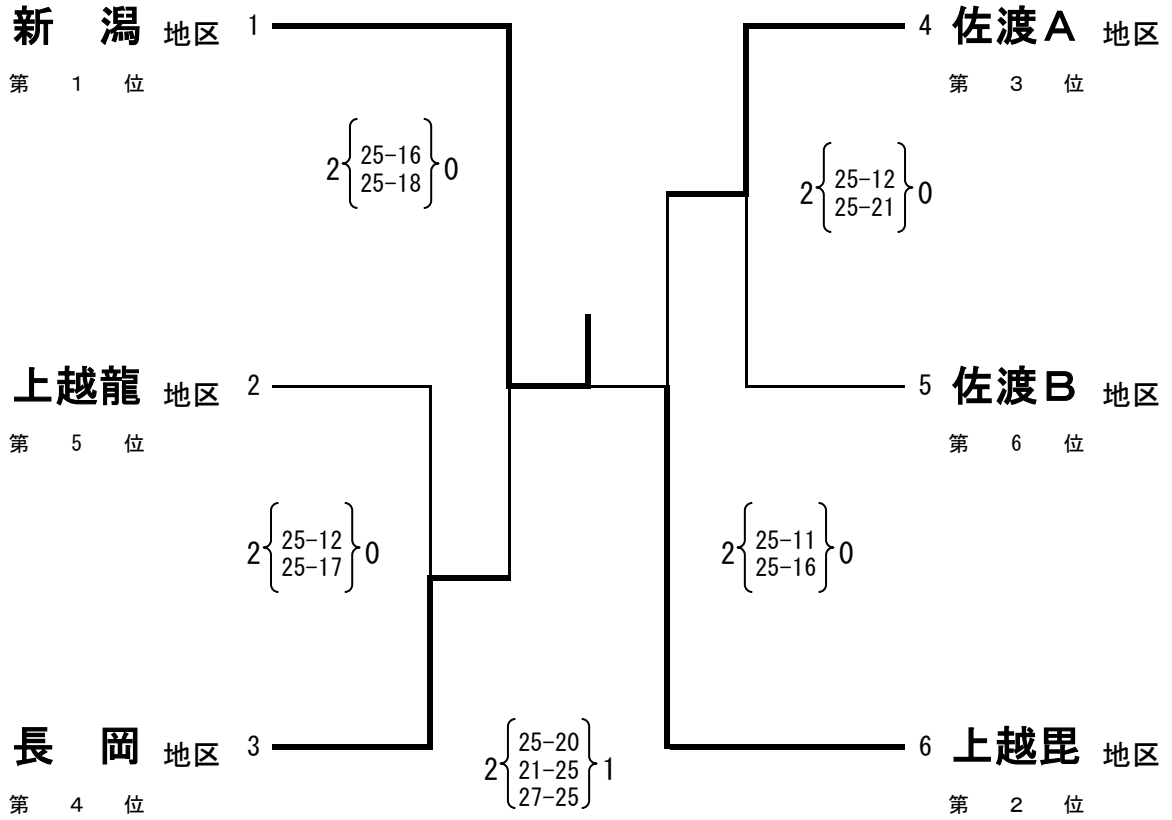 新　潟 地区 1
第 1 位
4 佐渡Ａ 地区
第 3 位
2 25-16 0
25-18
2 25-12 0
25-21
上越龍 地区 2
第 5 位
5 佐渡Ｂ 地区
第 6 位
2 25-12 0
25-17
2 25-11 0
25-16
長　岡 地区 3
第 4 位
2 25-20 1
21-25
27-25
6 上越毘 地区
第 2 位